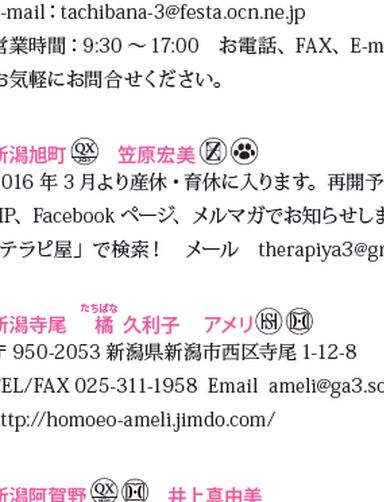 -mail：tachibana-3@festa.ocn.ne.jp
営業時間：9:30 ～ 17:00　お電話、FAX、E-m
お気軽にお問合せください。
新潟旭町 QX　笠原宏美
016 年 3 月より産休・育休に入ります。再開予
HP、Facebook ページ、メルマガでお知らせしま
テラピ屋」で検索！　メール　therapiya3@gm
たちばな
新潟寺尾　橘 久利子　アメリ
〒 950-2053 新潟県新潟市西区寺尾 1-12-8
TEL/FAX 025-311-1958 Email ameli@ga3.so
http://homoeo-ameli.jimdo.com/
新潟阿賀野 QX　井上真由美